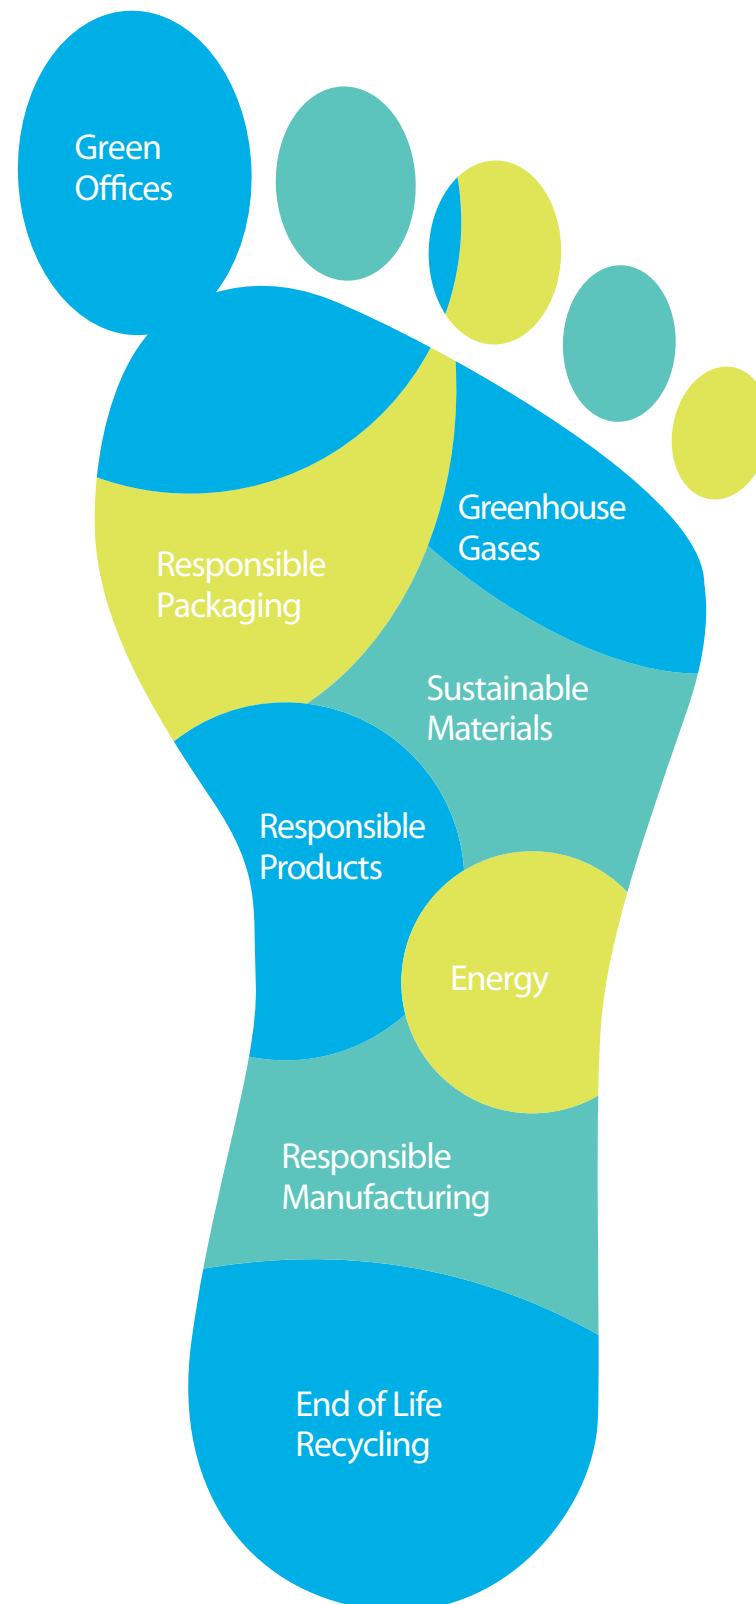 Green
Offices
Greenhouse
Gases
Responsible
Packaging
Sustainable
Materials
Responsible
Products
Energy
Responsible
Manufacturing
End of Life
Recycling